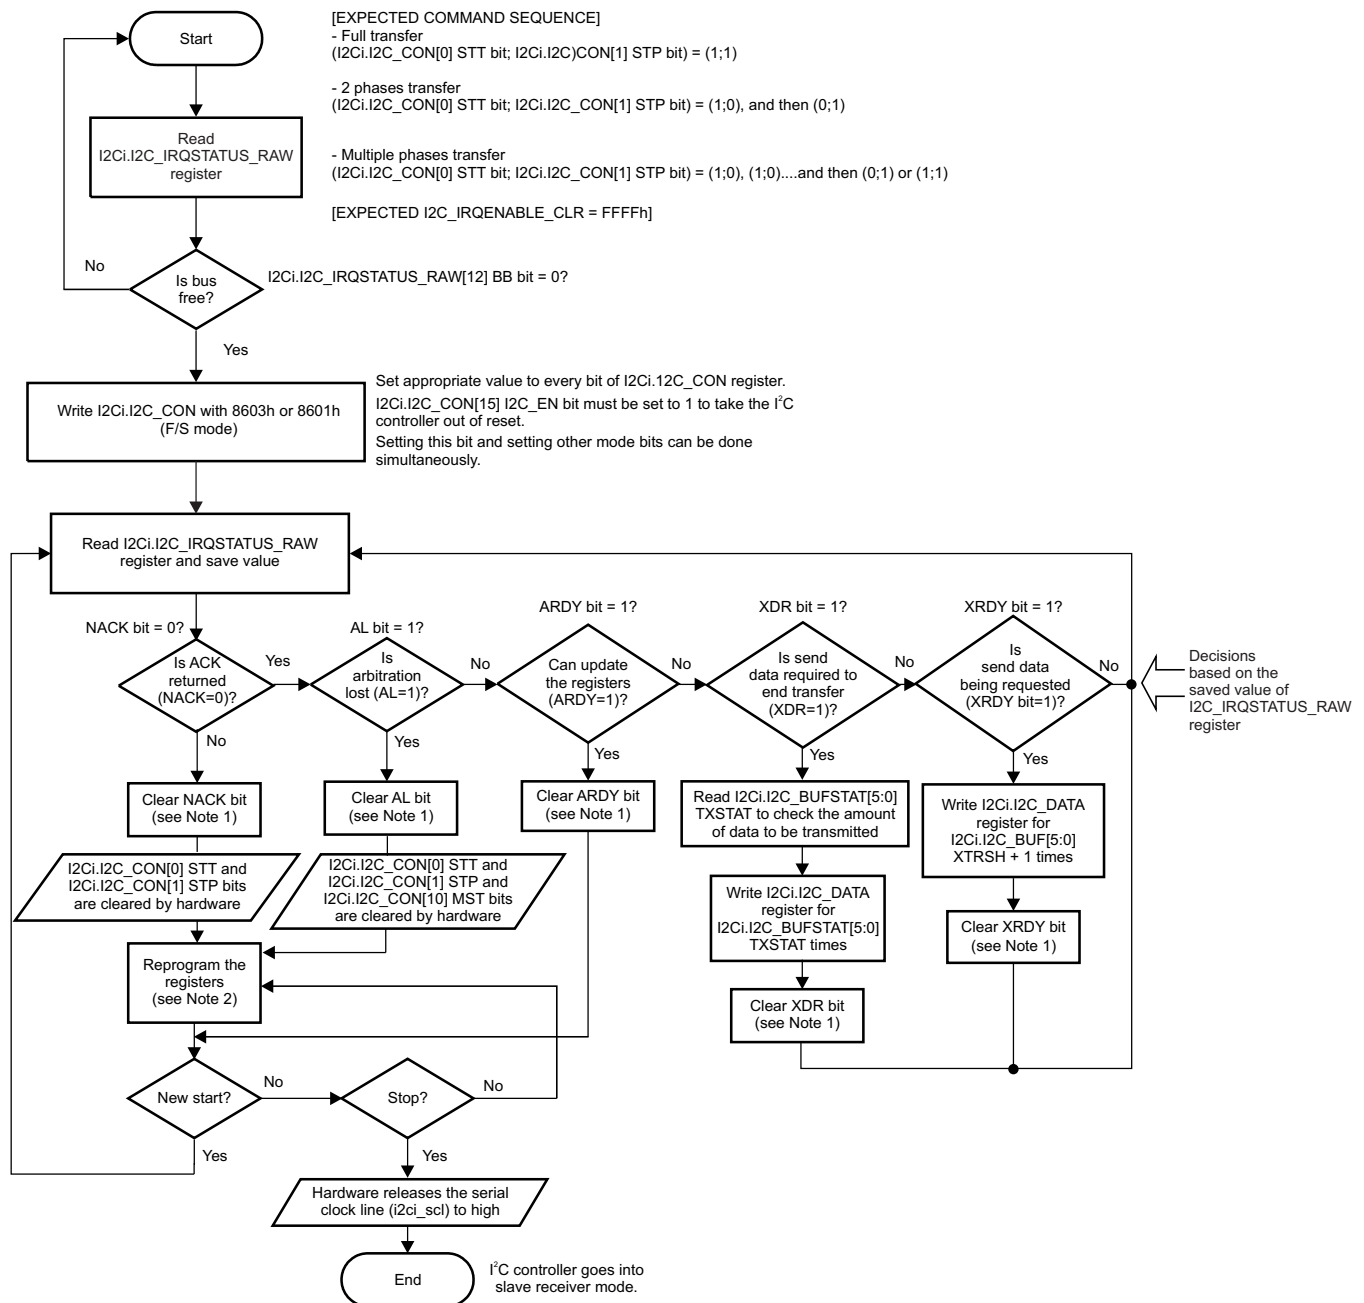 Start
[EXPECTED COMMAND SEQUENCE]
- Full transfer
(I2Ci.I2C_CON[0] STT bit; I2Ci.I2C)CON[1] STP bit) = (1;1)
- 2 phases transfer
(I2Ci.I2C_CON[0] STT bit; I2Ci.I2C_CON[1] STP bit) = (1;0), and then (0;1)
- Multiple phases transfer
(I2Ci.I2C_CON[0] STT bit; I2Ci.I2C_CON[1] STP bit) = (1;0), (1;0)....and then (0;1) or (1;1)
[EXPECTED I2C_IRQENABLE_CLR = FFFFh]
Read
I2Ci.I2C_IRQSTATUS_RAW
register
No
Is bus
free?
I2Ci.I2C_IRQSTATUS_RAW[12] BB bit = 0?
Yes
Write I2Ci.I2C_CON with 8603h or 8601h
(F/S mode)
Set appropriate value to every bit of I2Ci.12C_CON register.
I2Ci.I2C_CON[15] I2C_EN bit must be set to 1 to take the I²C
controller out of reset.
Setting this bit and setting other mode bits can be done
simultaneously.
Read I2Ci.I2C_IRQSTATUS_RAW
register and save value
NACK bit = 0?
Is ACK
returned
(NACK=0)?
Yes
No
AL bit = 1?
Is
arbitration
lost (AL=1)?
No
Yes
ARDY bit = 1?
Can update
the registers
(ARDY=1)?
No
Yes
XDR bit = 1?
Is send
data required to
end transfer
(XDR=1)?
No
Yes
XRDY bit = 1?
Is
send data
being requested
(XRDY bit=1)?
No
Yes
Decisions
based on the
saved value of
I2C_IRQSTATUS_RAW
register
Clear NACK bit
(see Note 1)
Clear AL bit
(see Note 1)
Clear ARDY bit
(see Note 1)
Read I2Ci.I2C_BUFSTAT[5:0]
TXSTAT to check the amount
of data to be transmitted
Write I2Ci.I2C_DATA
register for
I2Ci.I2C_BUF[5:0]
XTRSH + 1 times
I2Ci.I2C_CON[0] STT and
I2Ci.I2C_CON[1] STP bits
are cleared by hardware
I2Ci.I2C_CON[0] STT and
I2Ci.I2C_CON[1] STP and
I2Ci.I2C_CON[10] MST bits
are cleared by hardware
Write I2Ci.I2C_DATA
register for
I2Ci.I2C_BUFSTAT[5:0]
TXSTAT times
Clear XRDY bit
(see Note 1)
Reprogram the
registers
(see Note 2)
Clear XDR bit
(see Note 1)
New start?
No
Yes
Stop?
No
Yes
Hardware releases the serial
clock line (i2ci_scl) to high
End
I²C controller goes into
slave receiver mode.